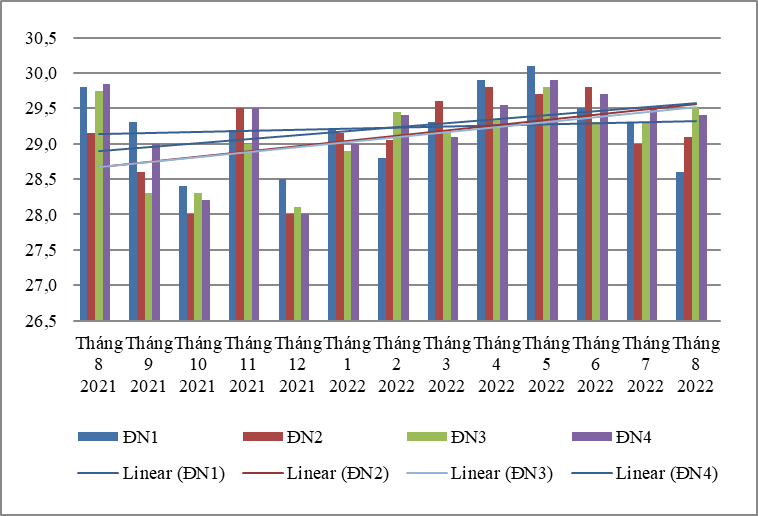 30,5
30,0
29,5
29,0
28,5
28,0
27,5
27,0
26,5
Tháng Tháng Tháng Tháng Tháng Tháng Tháng Tháng Tháng Tháng Tháng Tháng Tháng
8 9 10 11 12 1 2 3 4 5 6 7 8
2021 2021 2021 2021 2021 2022 2022 2022 2022 2022 2022 2022 2022
ĐN1 ĐN2 ĐN3 ĐN4
Linear (ĐN1) Linear (ĐN2) Linear (ĐN3) Linear (ĐN4)